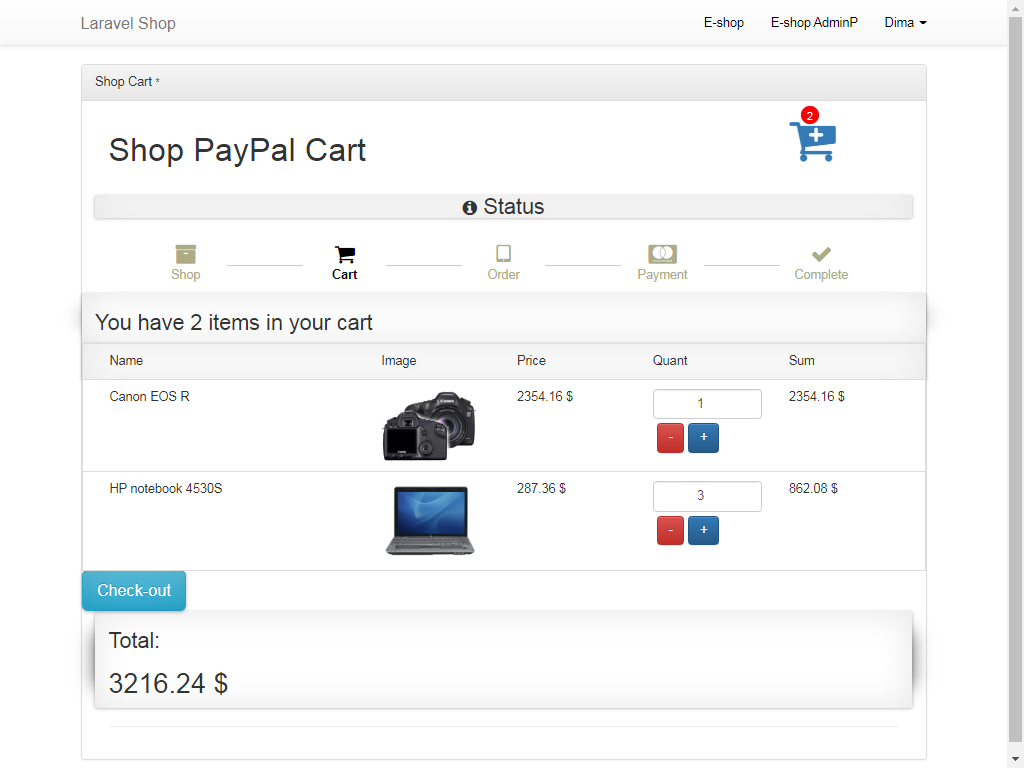 Laravel Shop E-shop E-shop AdminP Dima
Shop Cart *
2
Shop PayPal Cart
Status
Shop Cart Order Payment Complete
You have 2 items in your cart
Name Image Price Quant Sum
Canon EOS R 2354.16 $ 1 2354.16 $
- +
HP notebook 4530S 287.36 $ 3 862.08 $
- +
Check-out
Total:
3216.24 $